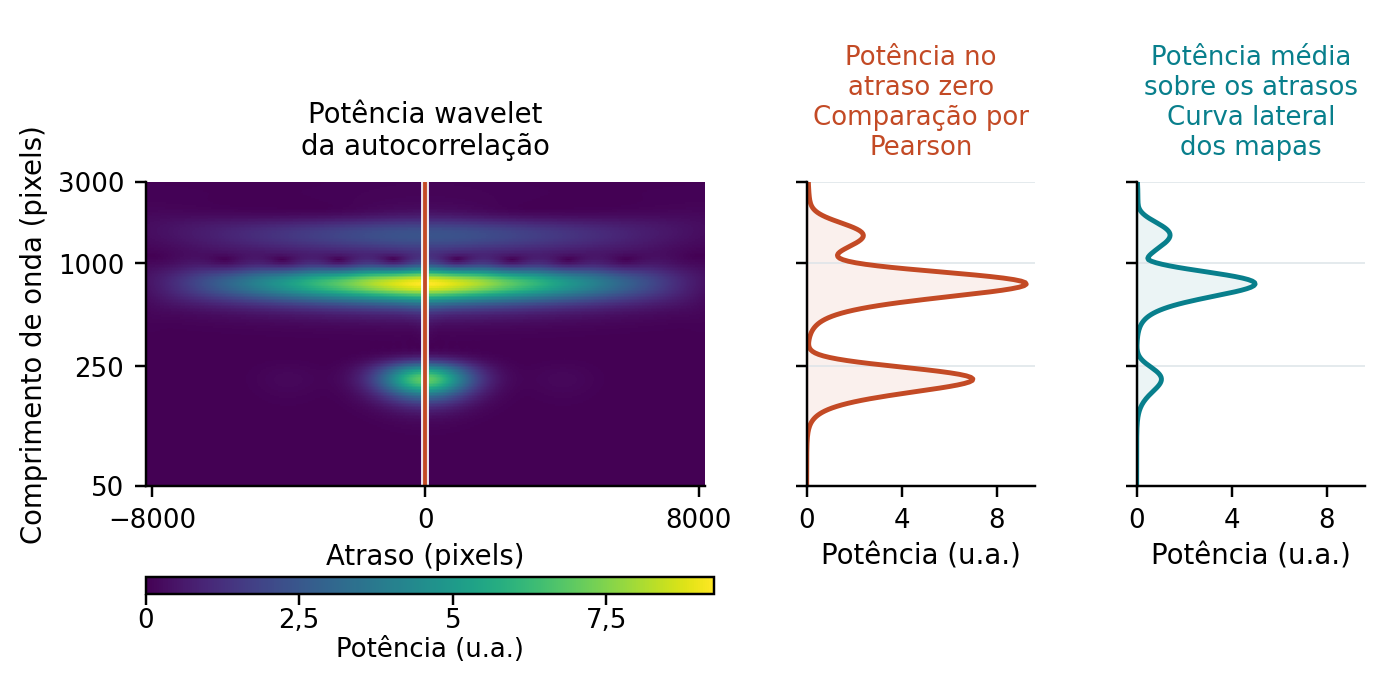 Potência wavelet
da autocorrelação
Comprimento de onda (pixels)
3000
1000
250
50
−8000
0
8000
Atraso (pixels)
0
2,5
5
7,5
Potência (u.a.)
Potência no
atraso zero
Comparação por
Pearson
0
4
8
Potência (u.a.)
Potência média
sobre os atrasos
Curva lateral
dos mapas
0
4
8
Potência (u.a.)